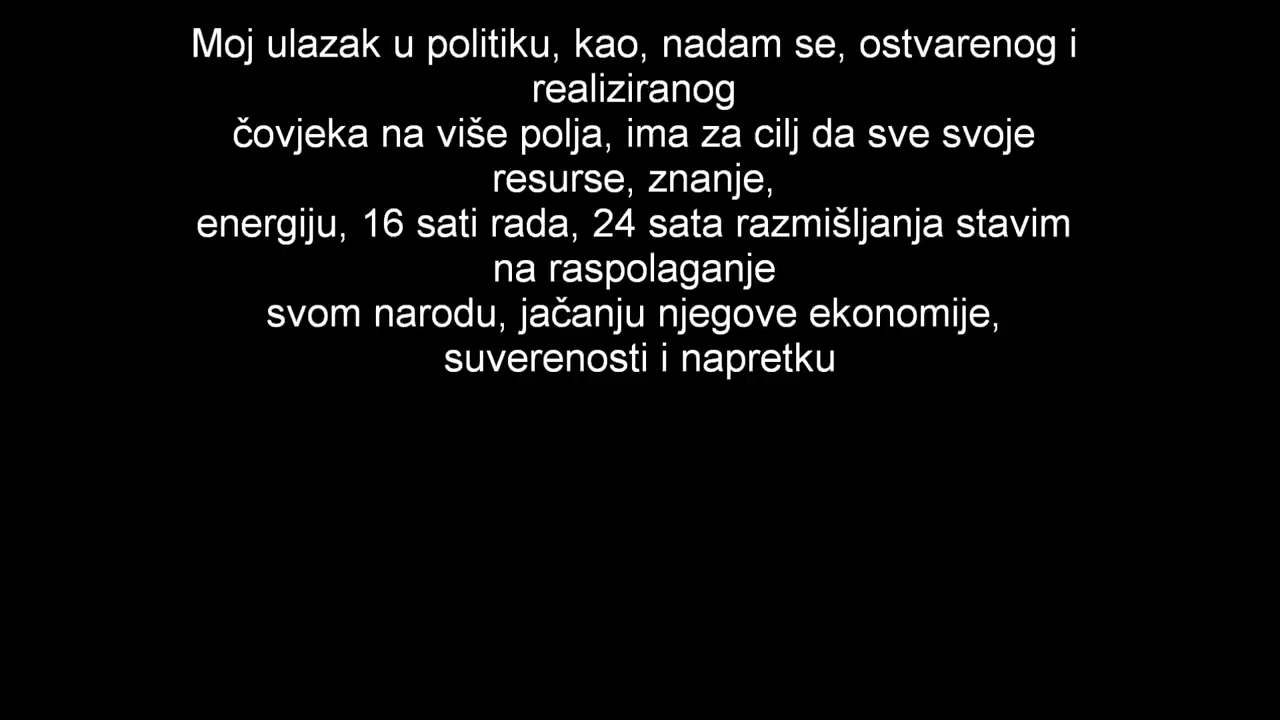 Moj ulazak u politiku, kao, nadam se, ostvarenog i
realiziranog
čovjeka na više polja, ima za cilj da sve svoje
resurse, znanje,
energiju, 16 sati rada, 24 sata razmišljanja stavim
na raspolaganje
svom narodu, jačanju njegove ekonomije,
suverenosti i napretku